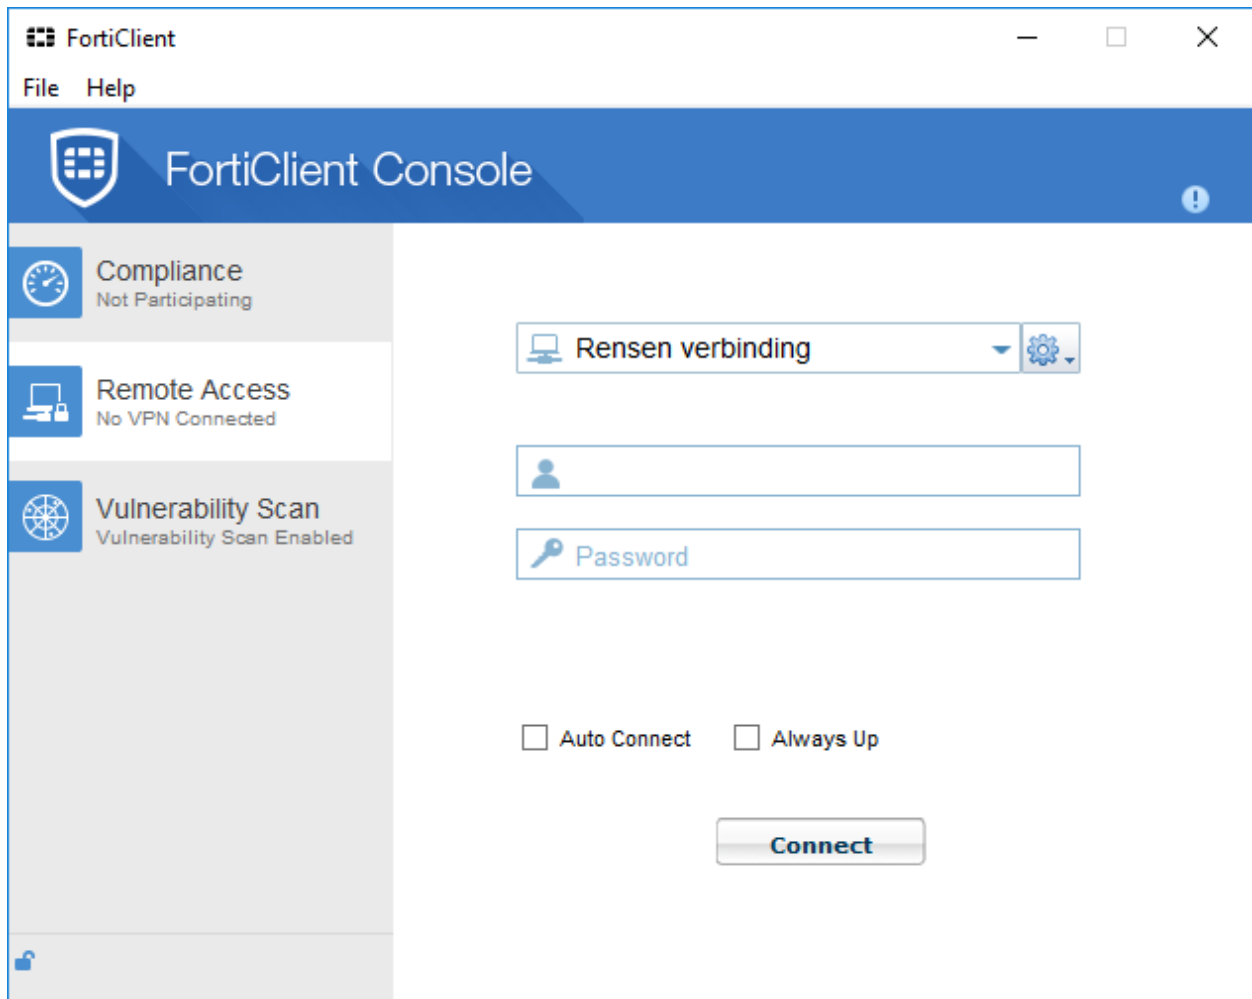 FortiClient
File Help
FortiClient Console
Compliance
Not Participating
Remote Access
No VPN Connected
Vulnerability Scan
Vulnerability Scan Enabled
Rensen verbinding
Password
Auto Connect
Always Up
Connect